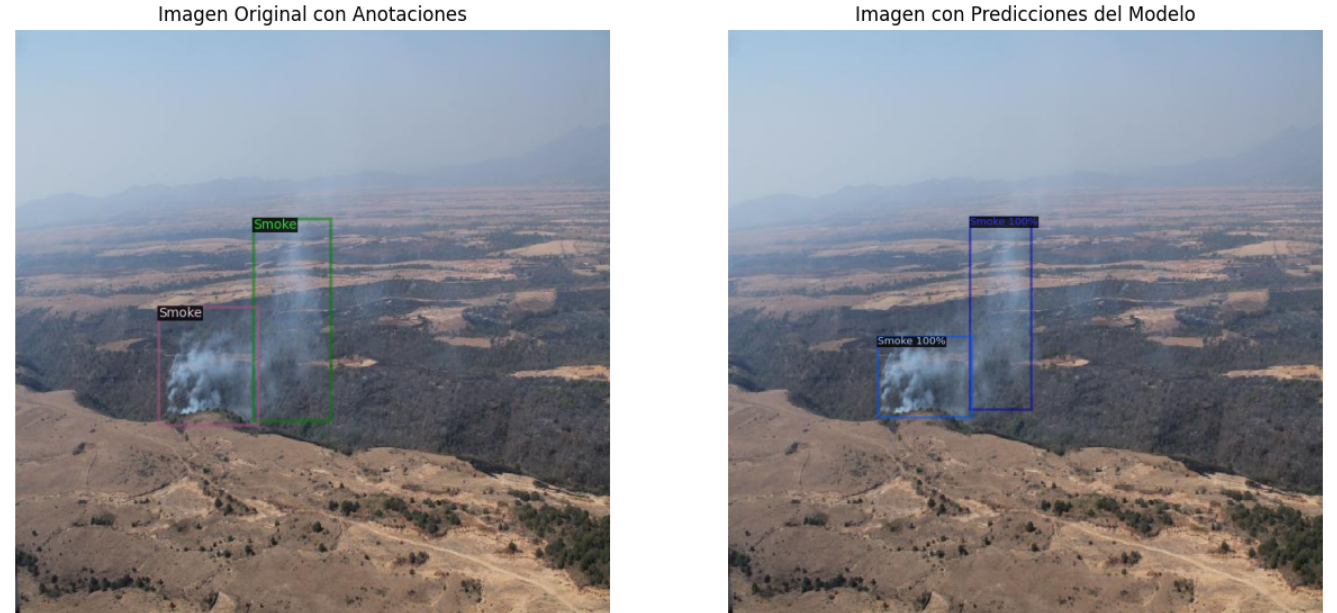 Imagen Original con Anotaciones
Imagen con Predicciones del Modelo
Smoke
Smoke
Smoke 100%
Smoke 100%